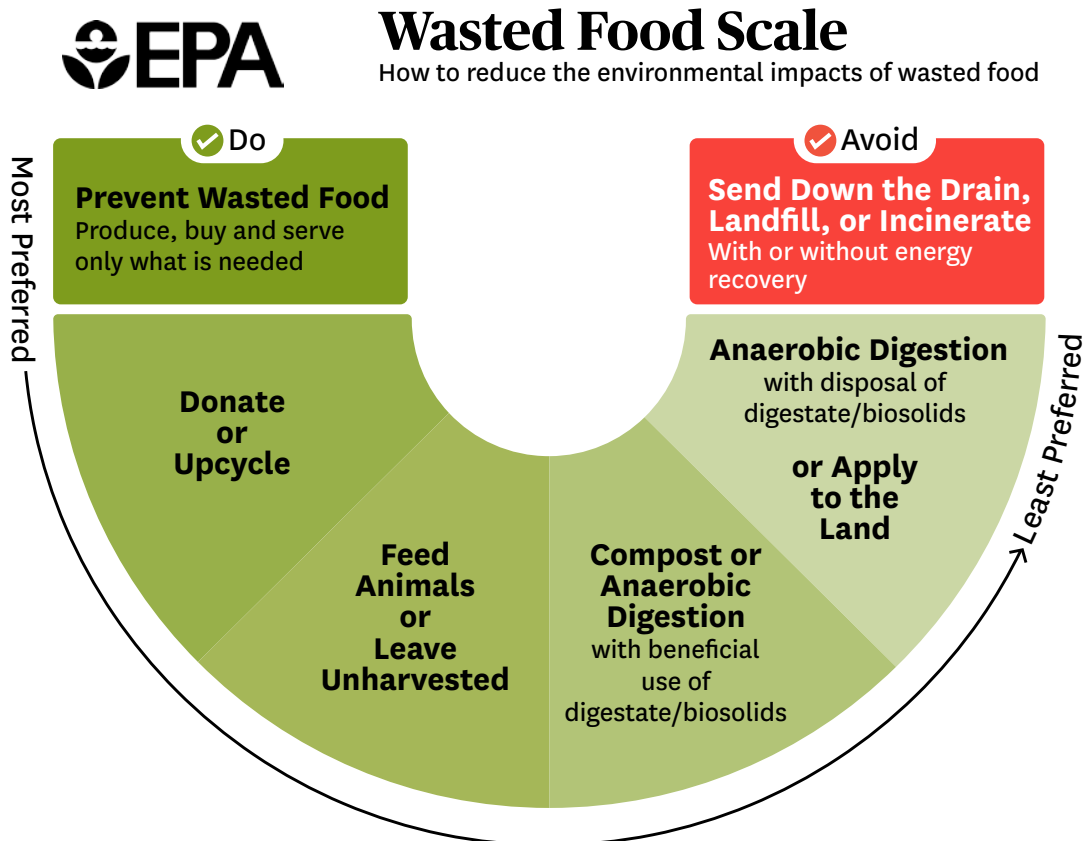 EPA
Wasted Food Scale
How to reduce the environmental impacts of wasted food
Do
Prevent Wasted Food
Produce, buy and serve
only what is needed
Avoid
Send Down the Drain,
Landfill, or Incinerate
With or without energy
recovery
Most Preferred
Donate
or
Upcycle
Feed
Animals
or
Leave
Unharvested
Compost or
Anaerobic
Digestion
with beneficial
use of
digestate/biosolids
Anaerobic Digestion
with disposal of
digestate/biosolids
or Apply
to the
Land
Least Preferred